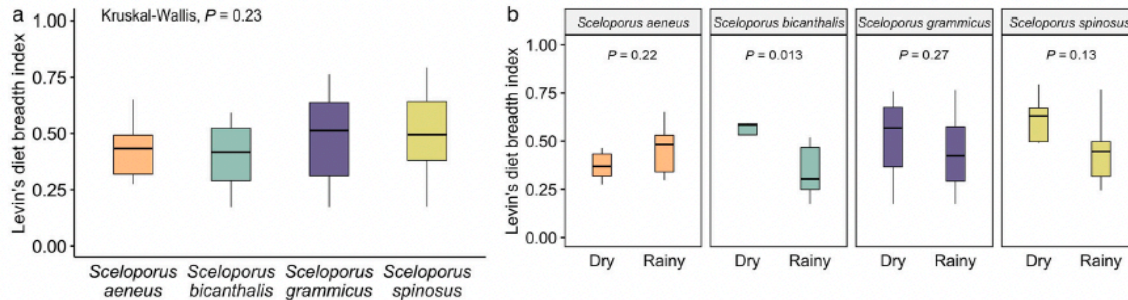 a
Kruskal-Wallis, P = 0.23
Levin's diet breadth index
1.00
0.75
0.50
0.25
0.00
Sceloporus aeneus
Sceloporus bicanthalis
Sceloporus grammicus
Sceloporus spinosus
b
Sceloporus aeneus
Sceloporus bicanthalis
Sceloporus grammicus
Sceloporus spinosus
P = 0.22
P = 0.013
P = 0.27
P = 0.13
Levin's diet breadth index
1.00
0.75
0.50
0.25
0.00
Dry Rainy
Dry Rainy
Dry Rainy
Dry Rainy